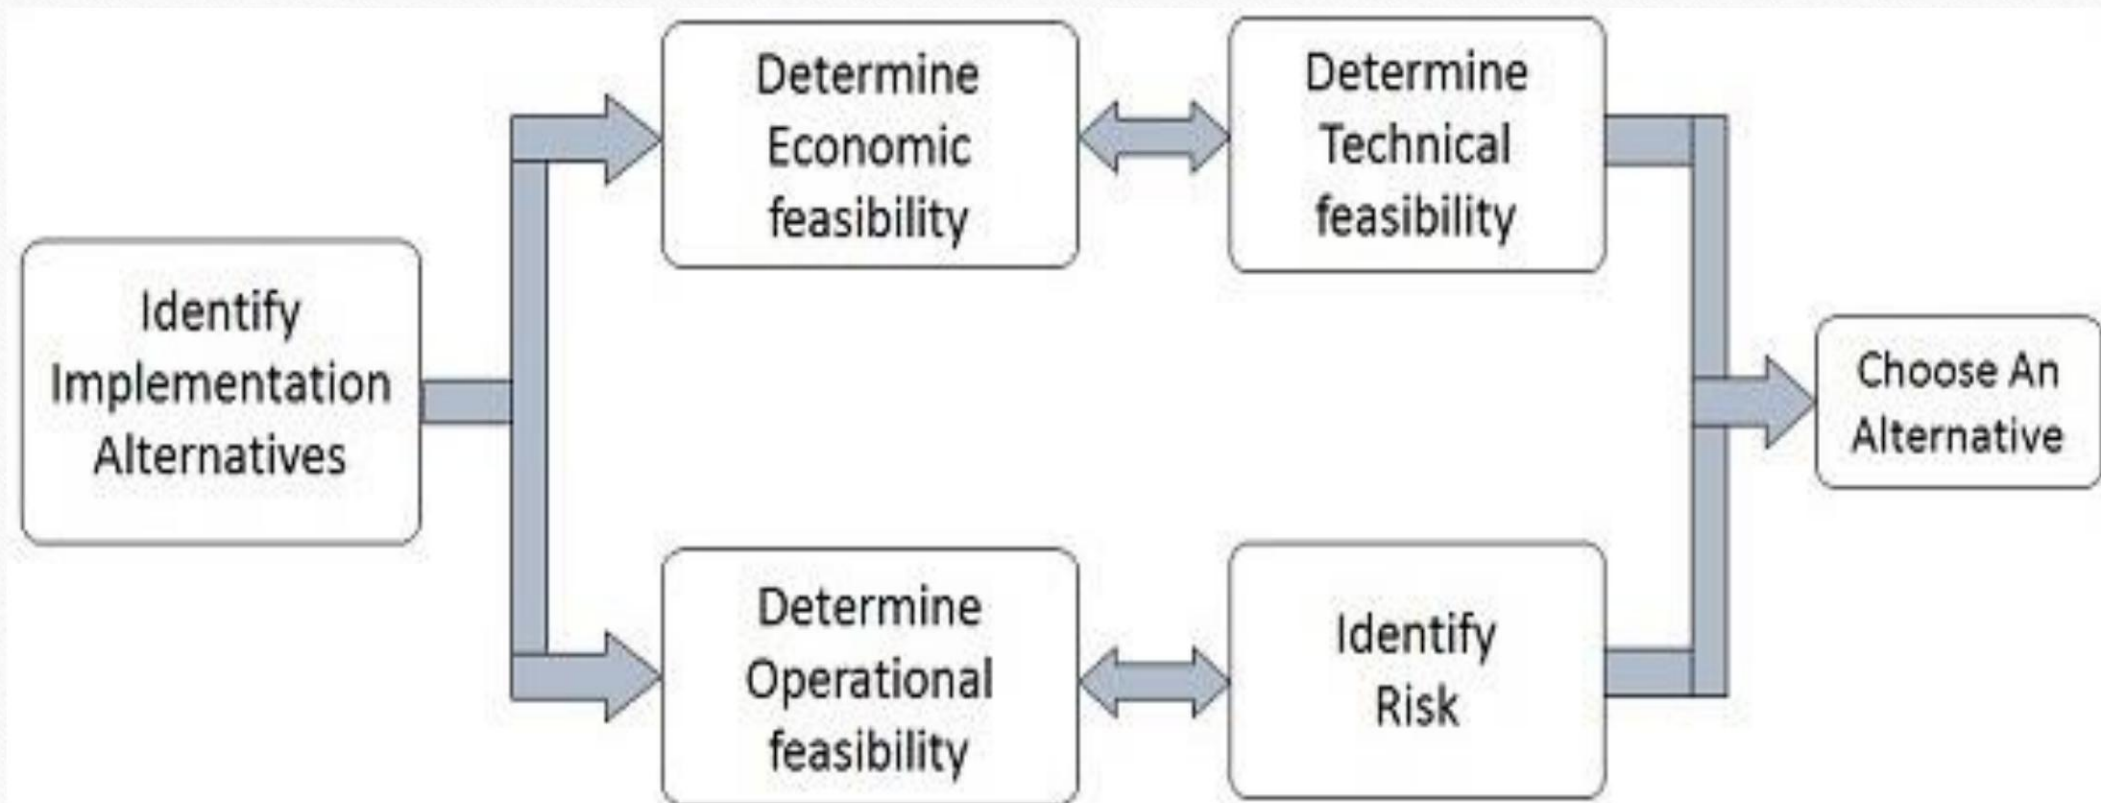 Identify
Implementation
Alternatives
Determine
Economic
feasibility
Determine
Technical
feasibility
Determine
Operational
feasibility
Identify
Risk
Choose An
Alternative